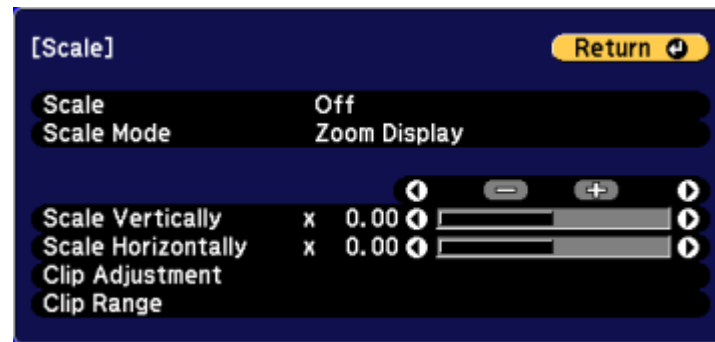 [Scale]
Return
Scale Off
Scale Mode Zoom Display
− +
Scale Vertically x 0.00
Scale Horizontally x 0.00
Clip Adjustment
Clip Range